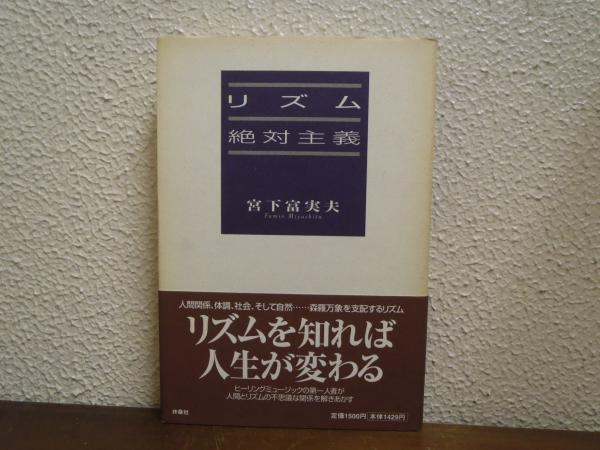 リズム
絶対主義
宮下富実夫
Fumio Miyashita
人間関係、体調、社会、そして自然……森羅万象を支配するリズム
リズムを知れば
人生が変わる
ヒーリングミュージックの第一人者が
人間とリズムの不思議な関係を解きあかす
扶桑社
定価1500円 本体1429円